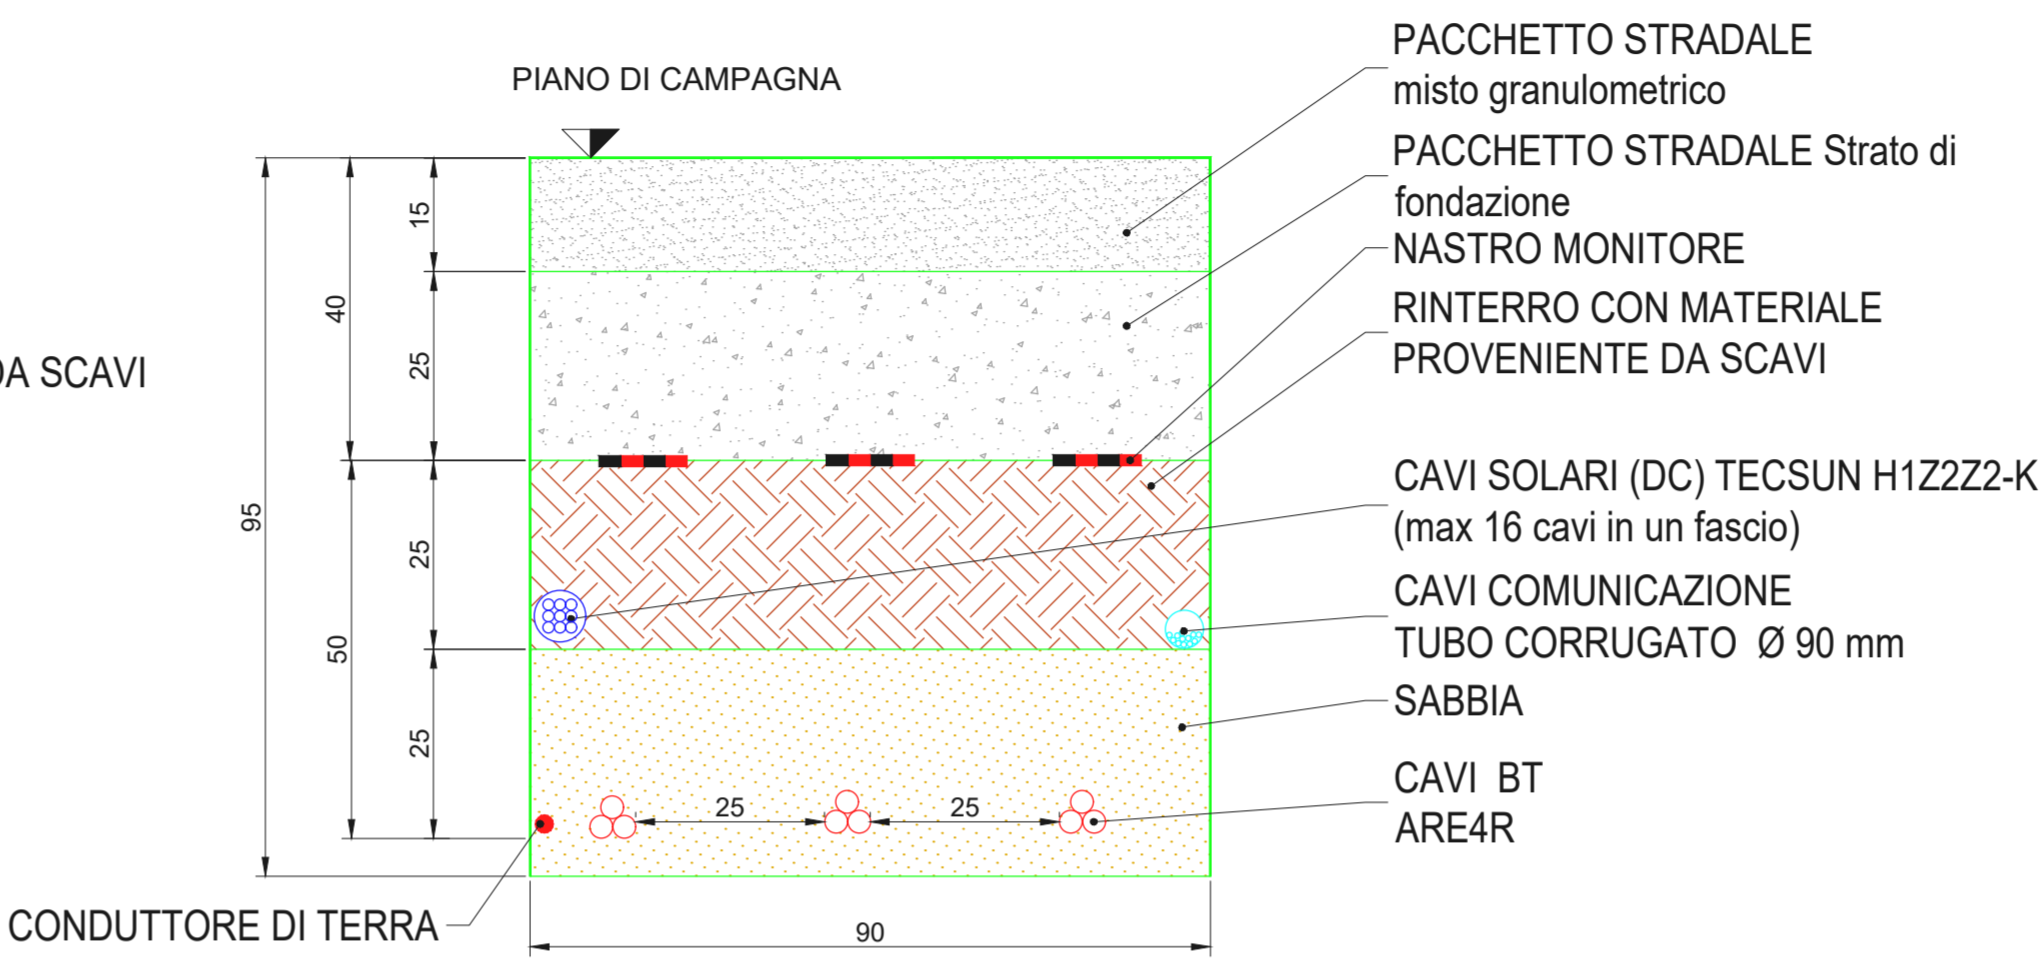 PIANO DI CAMPAGNA
PACCHETTO STRADALE
misto granulometrico
PACCHETTO STRADALE Strato di
fondazione
NASTRO MONITORE
RINTERRO CON MATERIALE
PROVENIENTE DA SCAVI
DA SCAVI
CAVI SOLARI (DC) TECSUN H1Z2Z2-K
(max 16 cavi in un fascio)
CAVI COMUNICAZIONE
TUBO CORRUGATO Ø 90 mm
SABBIA
CAVI BT
ARE4R
CONDUTTORE DI TERRA
15
40
25
95
25
50
25
25
25
90